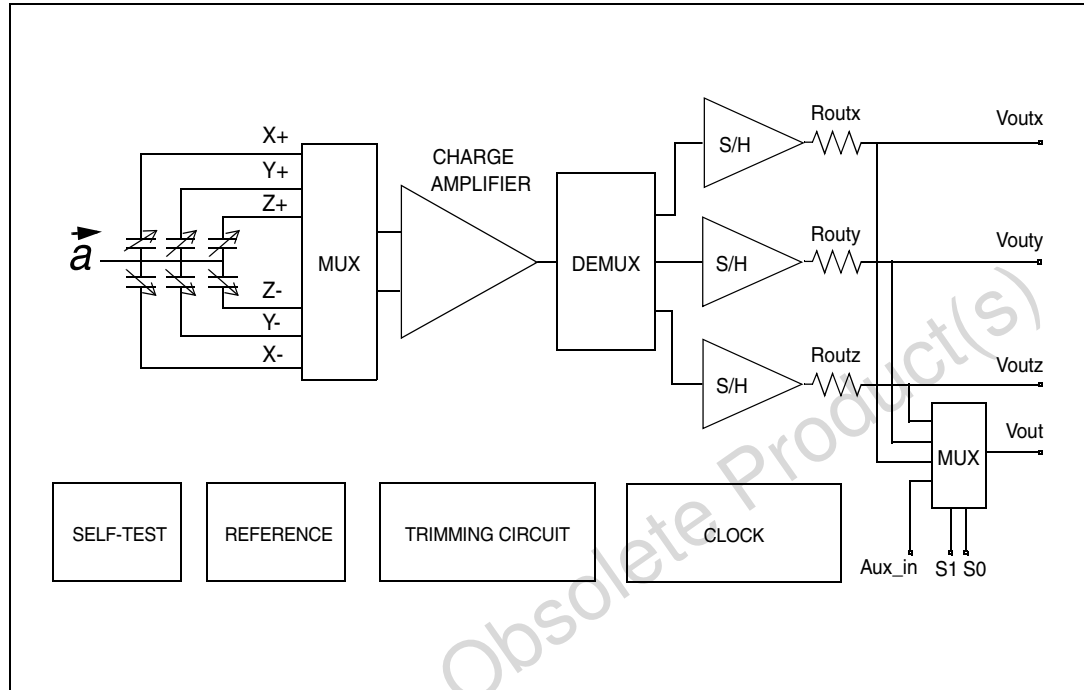 X+
Y+
Z+
a
Z-
Y-
X-
MUX
CHARGE
AMPLIFIER
DEMUX
S/H
Routx
Voutx
S/H
Routy
Vouty
S/H
Routz
Voutz
Vout
MUX
Aux_in
S1 S0
SELF-TEST
REFERENCE
TRIMMING CIRCUIT
CLOCK
Obsolete Product(s)